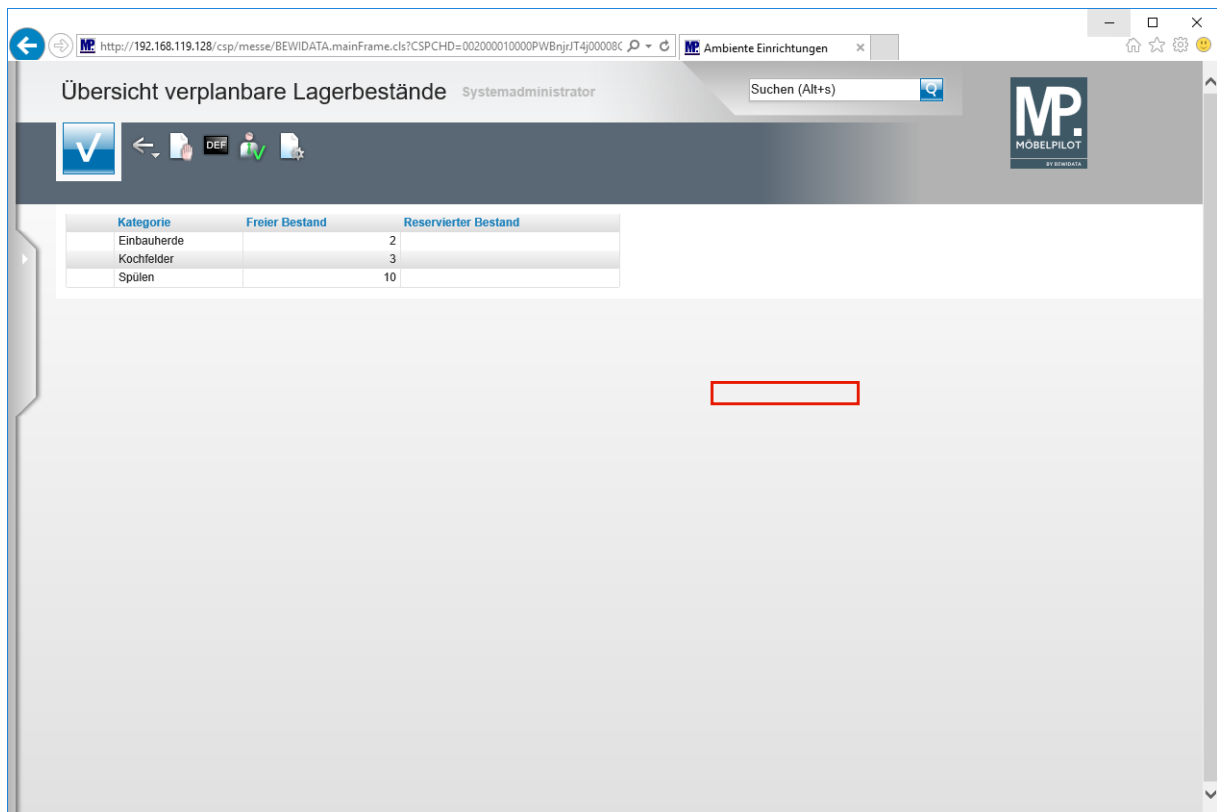 http://192.168.119.128/csp/messe/BEWIDATA.mainFrame.cls?CSPCHD=002000010000PWBnjrJT4j00008C
MP. Ambiente Einrichtungen
Übersicht verplanbare Lagerbestände Systemadministrator
Suchen (Alt+s)
MP.
MÖBELPILOT
BY BEWIDATA
DEF
Kategorie Freier Bestand Reservierter Bestand
Einbauherde 2
Kochfelder 3
Spülen 10